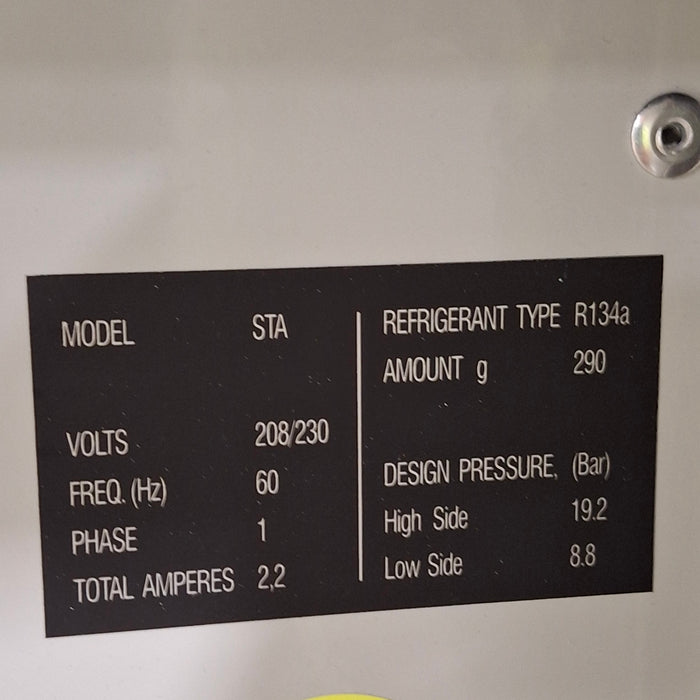 MODEL STA
VOLTS 208/230
FREQ. (Hz) 60
PHASE 1
TOTAL AMPERES 2,2
REFRIGERANT TYPE R134a
AMOUNT g 290
DESIGN PRESSURE, (Bar)
High Side 19.2
Low Side 8.8